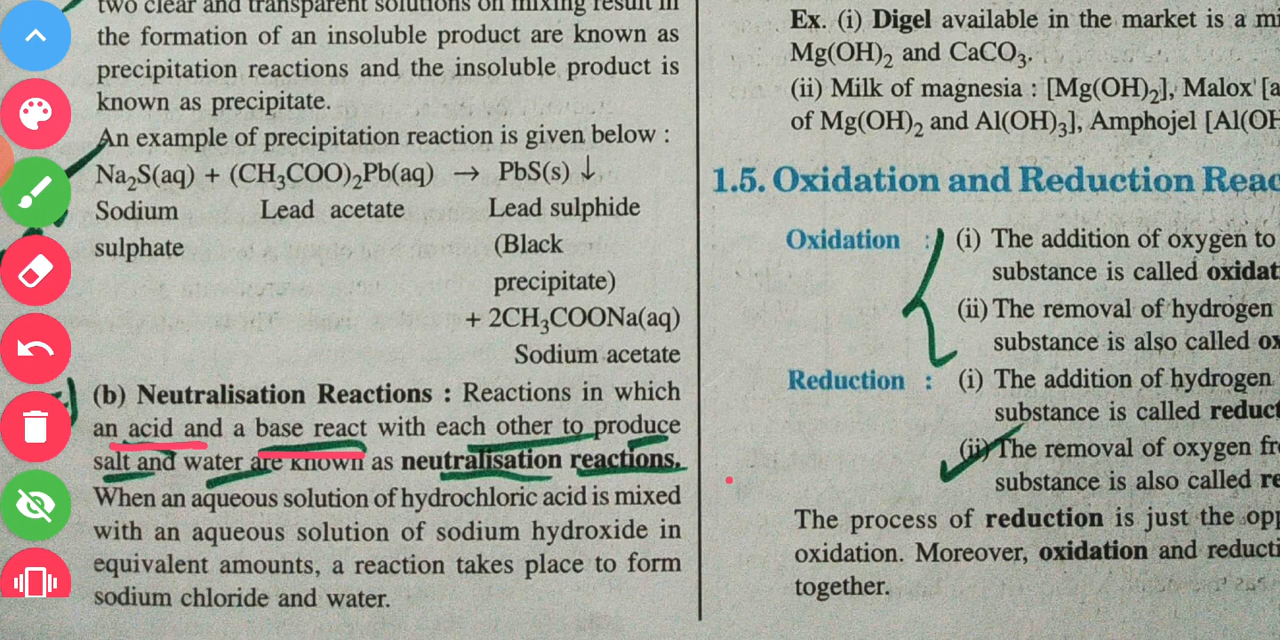 two clear and transparent solutions on mixing result in
the formation of an insoluble product are known as
precipitation reactions and the insoluble product is
known as precipitate.
An example of precipitation reaction is given below :
Na₂S(aq) + (CH₃COO)₂Pb(aq) → PbS(s) ↓
Sodium Lead acetate Lead sulphide
sulphate (Black
precipitate)
+ 2CH₃COONa(aq)
Sodium acetate
(b) Neutralisation Reactions : Reactions in which
an acid and a base react with each other to produce
salt and water are known as neutralisation reactions.
When an aqueous solution of hydrochloric acid is mixed
with an aqueous solution of sodium hydroxide in
equivalent amounts, a reaction takes place to form
sodium chloride and water.
Ex. (i) Digel available in the market is a
Mg(OH)₂ and CaCO₃.
(ii) Milk of magnesia : [Mg(OH)₂], Malox [a
of Mg(OH)₂ and Al(OH)₃], Amphojel [Al(OH
1.5. Oxidation and Reduction Reac
Oxidation : (i) The addition of oxygen to
substance is called oxidat
(ii) The removal of hydrogen
substance is also called ox
Reduction : (i) The addition of hydrogen
substance is called reduct
(ii) The removal of oxygen fr
substance is also called re
The process of reduction is just the opp
oxidation. Moreover, oxidation and reducti
together.